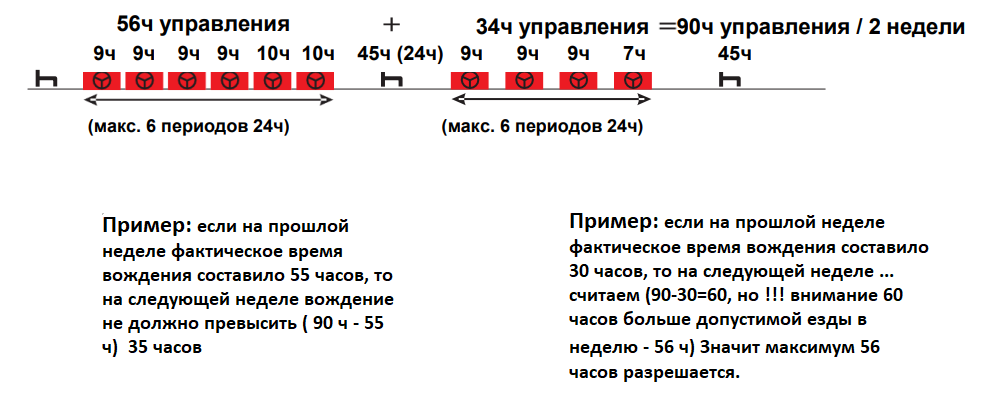 56ч управления + 34ч управления =90ч управления / 2 недели
9ч 9ч 9ч 9ч 10ч 10ч 45ч (24ч) 9ч 9ч 9ч 7ч 45ч
(макс. 6 периодов 24ч) (макс. 6 периодов 24ч)
Пример: если на прошлой
неделе фактическое время
вождения составило 55 часов, то
на следующей неделе вождение
не должно превысить ( 90 ч - 55
ч) 35 часов
Пример: если на прошлой неделе
фактическое время вождения составило
30 часов, то на следующей неделе ...
считаем (90-30=60, но !!! внимание 60
часов больше допустимой езды в
неделю - 56 ч) Значит максимум 56
часов разрешается.